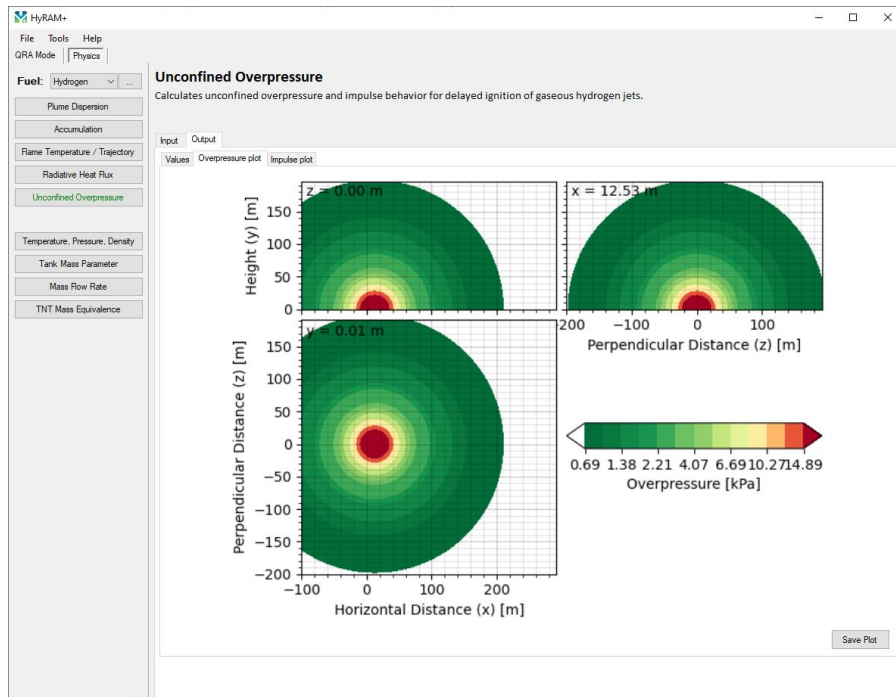 HyRAM+
File Tools Help
QRA Mode Physics
Fuel: Hydrogen ...
Plume Dispersion
Accumulation
Flame Temperature / Trajectory
Radiative Heat Flux
Unconfined Overpressure
Temperature, Pressure, Density
Tank Mass Parameter
Mass Flow Rate
TNT Mass Equivalence
Unconfined Overpressure
Calculates unconfined overpressure and impulse behavior for delayed ignition of gaseous hydrogen jets.
Input Output
Values Overpressure plot Impulse plot
z = 0.00 m
Height (y) [m]
150
100
50
0
x = 12.53 m
200 −100 0 100
Perpendicular Distance (z) [m]
y = 0.01 m
Perpendicular Distance (z) [m]
150
100
50
0
−50
−100
−150
−200
−100 0 100 200
Horizontal Distance (x) [m]
0.69 1.38 2.21 4.07 6.69 10.27 14.89
Overpressure [kPa]
Save Plot